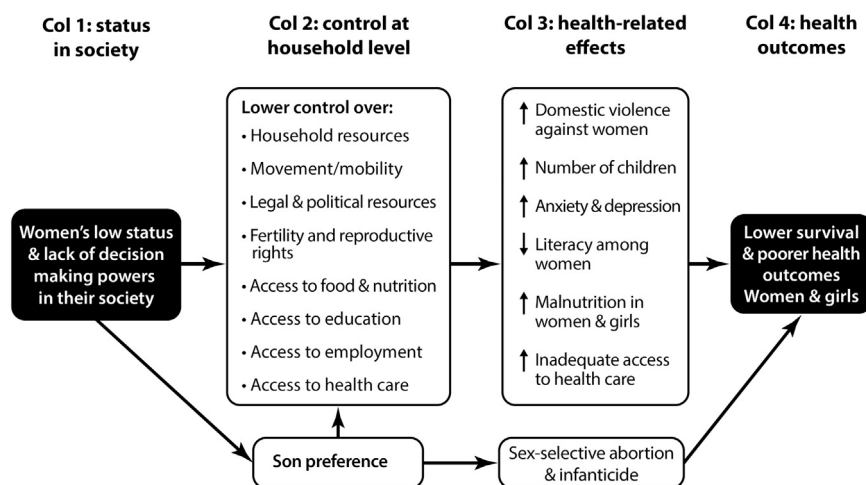 Col 1: status
in society
Col 2: control at
household level
Col 3: health-related
effects
Col 4: health
outcomes
Women's low status
& lack of decision
making powers
in their society
Lower control over:
• Household resources
• Movement/mobility
• Legal & political resources
• Fertility and reproductive
rights
• Access to food & nutrition
• Access to education
• Access to employment
• Access to health care
↑ Domestic violence
against women
↑ Number of children
↑ Anxiety & depression
↓ Literacy among
women
↑ Malnutrition in
women & girls
↑ Inadequate access
to health care
Lower survival
& poorer health
outcomes
Women & girls
Son preference
Sex-selective abortion
& infanticide